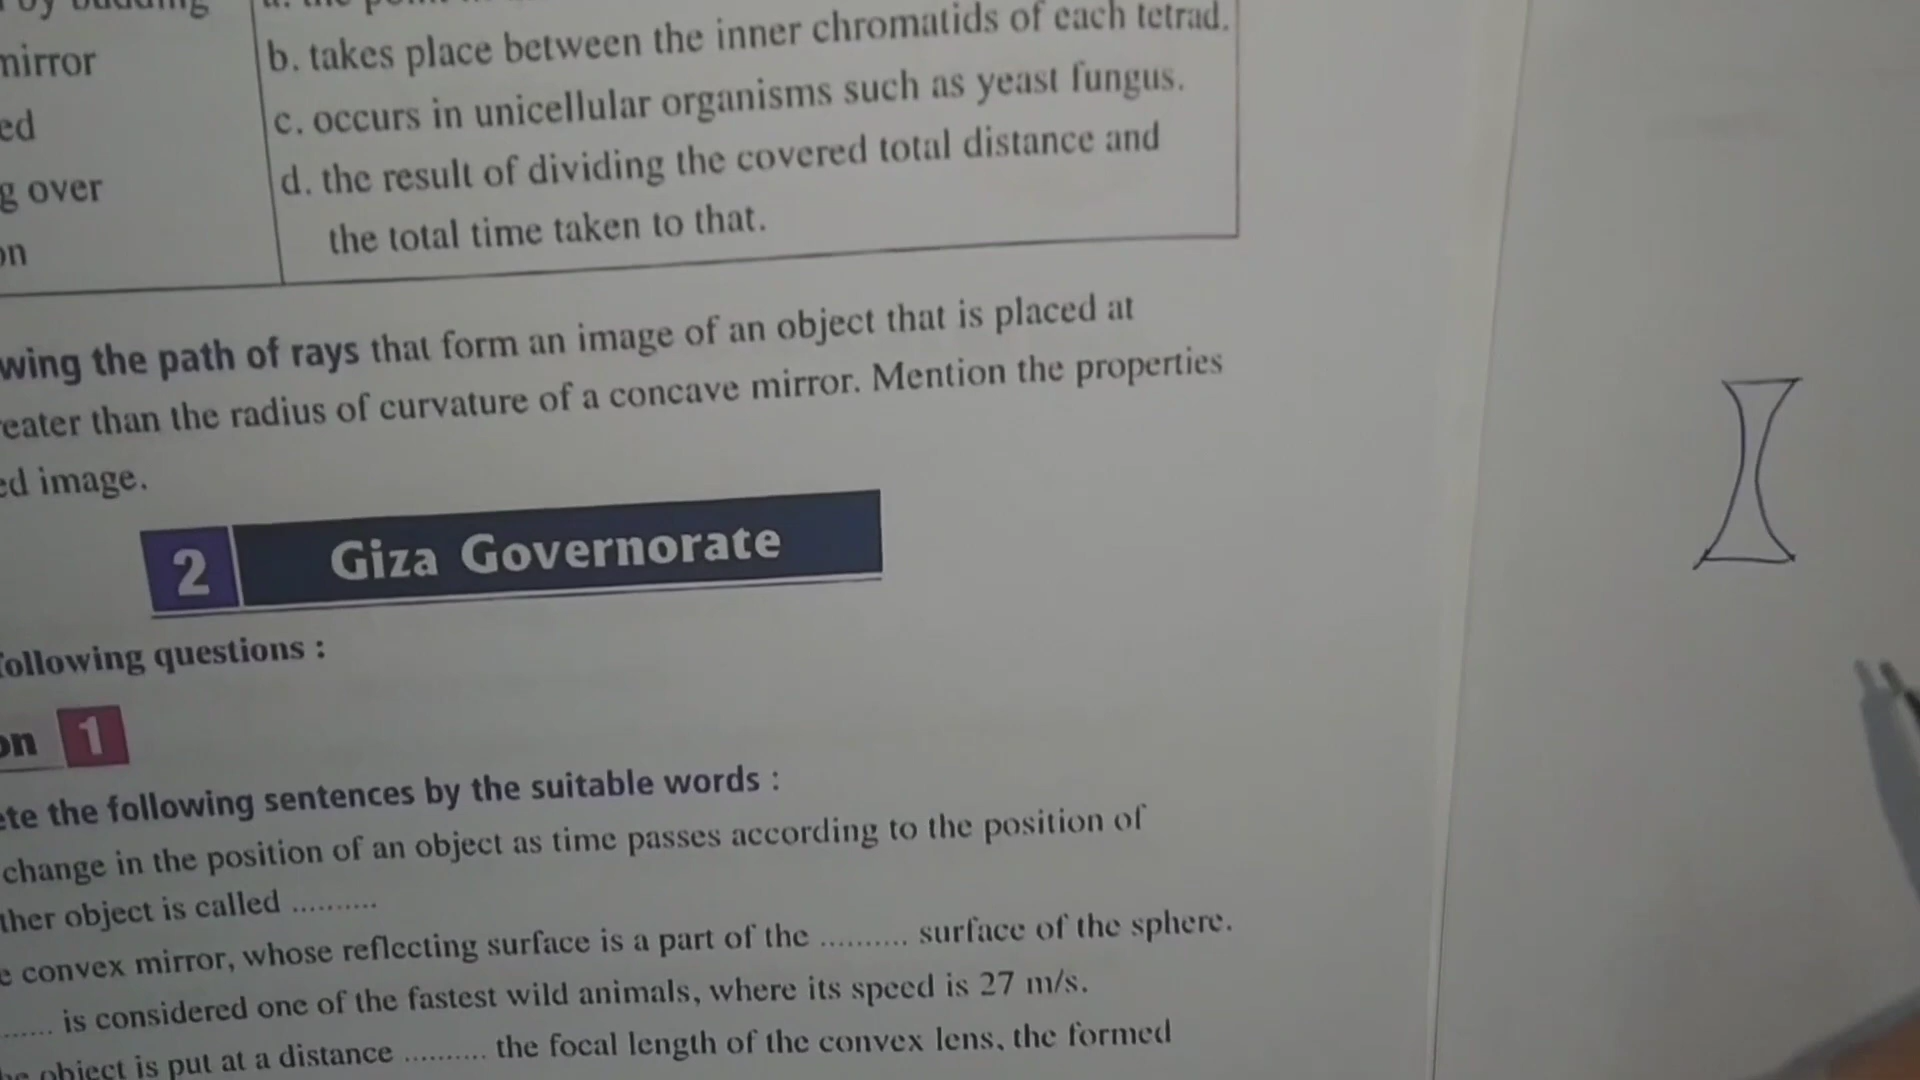 by budding
mirror
b. takes place between the inner chromatids of each tetrad.
ed
c. occurs in unicellular organisms such as yeast fungus.
g over
d. the result of dividing the covered total distance and
on
the total time taken to that.
wing the path of rays that form an image of an object that is placed at
eater than the radius of curvature of a concave mirror. Mention the properties
ed image.
2 Giza Governorate
following questions :
on 1
ete the following sentences by the suitable words :
change in the position of an object as time passes according to the position of
ther object is called ..........
e convex mirror, whose reflecting surface is a part of the .......... surface of the sphere.
....... is considered one of the fastest wild animals, where its speed is 27 m/s.
object is put at a distance .......... the focal length of the convex lens, the formed